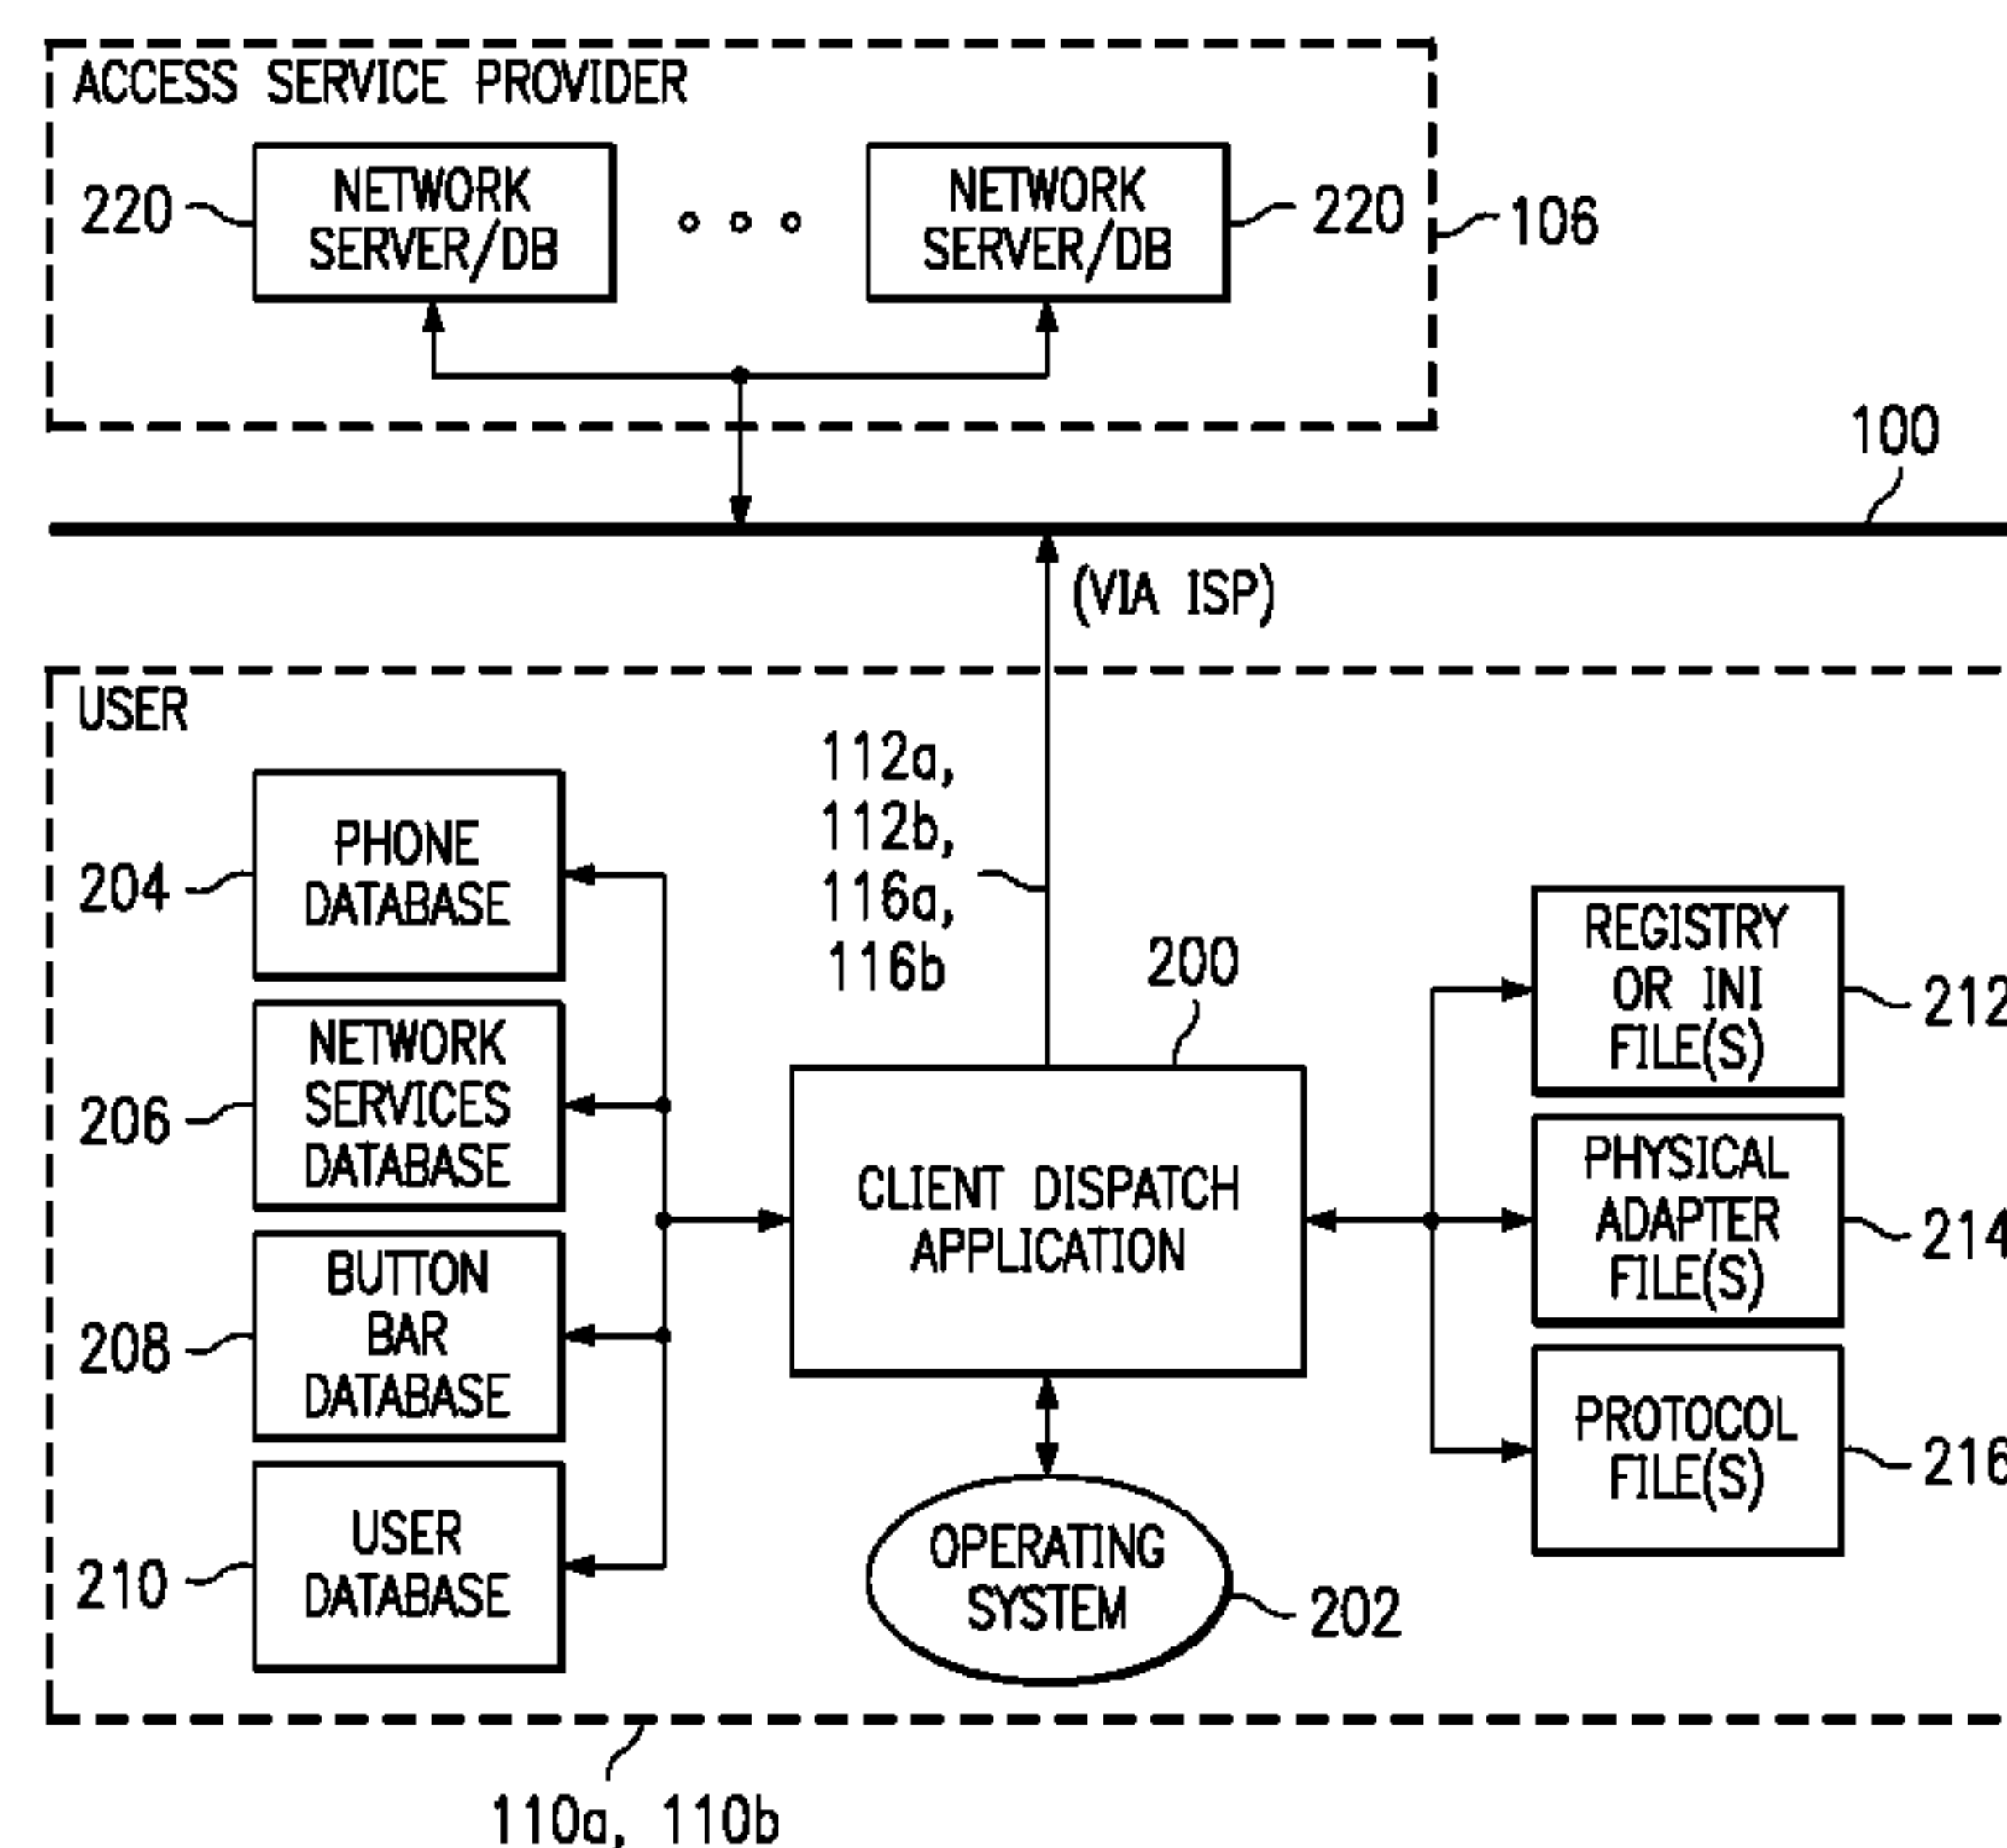 ACCESS SERVICE PROVIDER
220
NETWORK
SERVER/DB
NETWORK
SERVER/DB
220
106
100
(VIA ISP)
USER
112a,
112b,
116a,
116b
200
204
PHONE
DATABASE
206
NETWORK
SERVICES
DATABASE
208
BUTTON
BAR
DATABASE
210
USER
DATABASE
CLIENT DISPATCH
APPLICATION
OPERATING
SYSTEM
202
REGISTRY
OR INI
FILE(S)
212
PHYSICAL
ADAPTER
FILE(S)
214
PROTOCOL
FILE(S)
216
110a, 110b